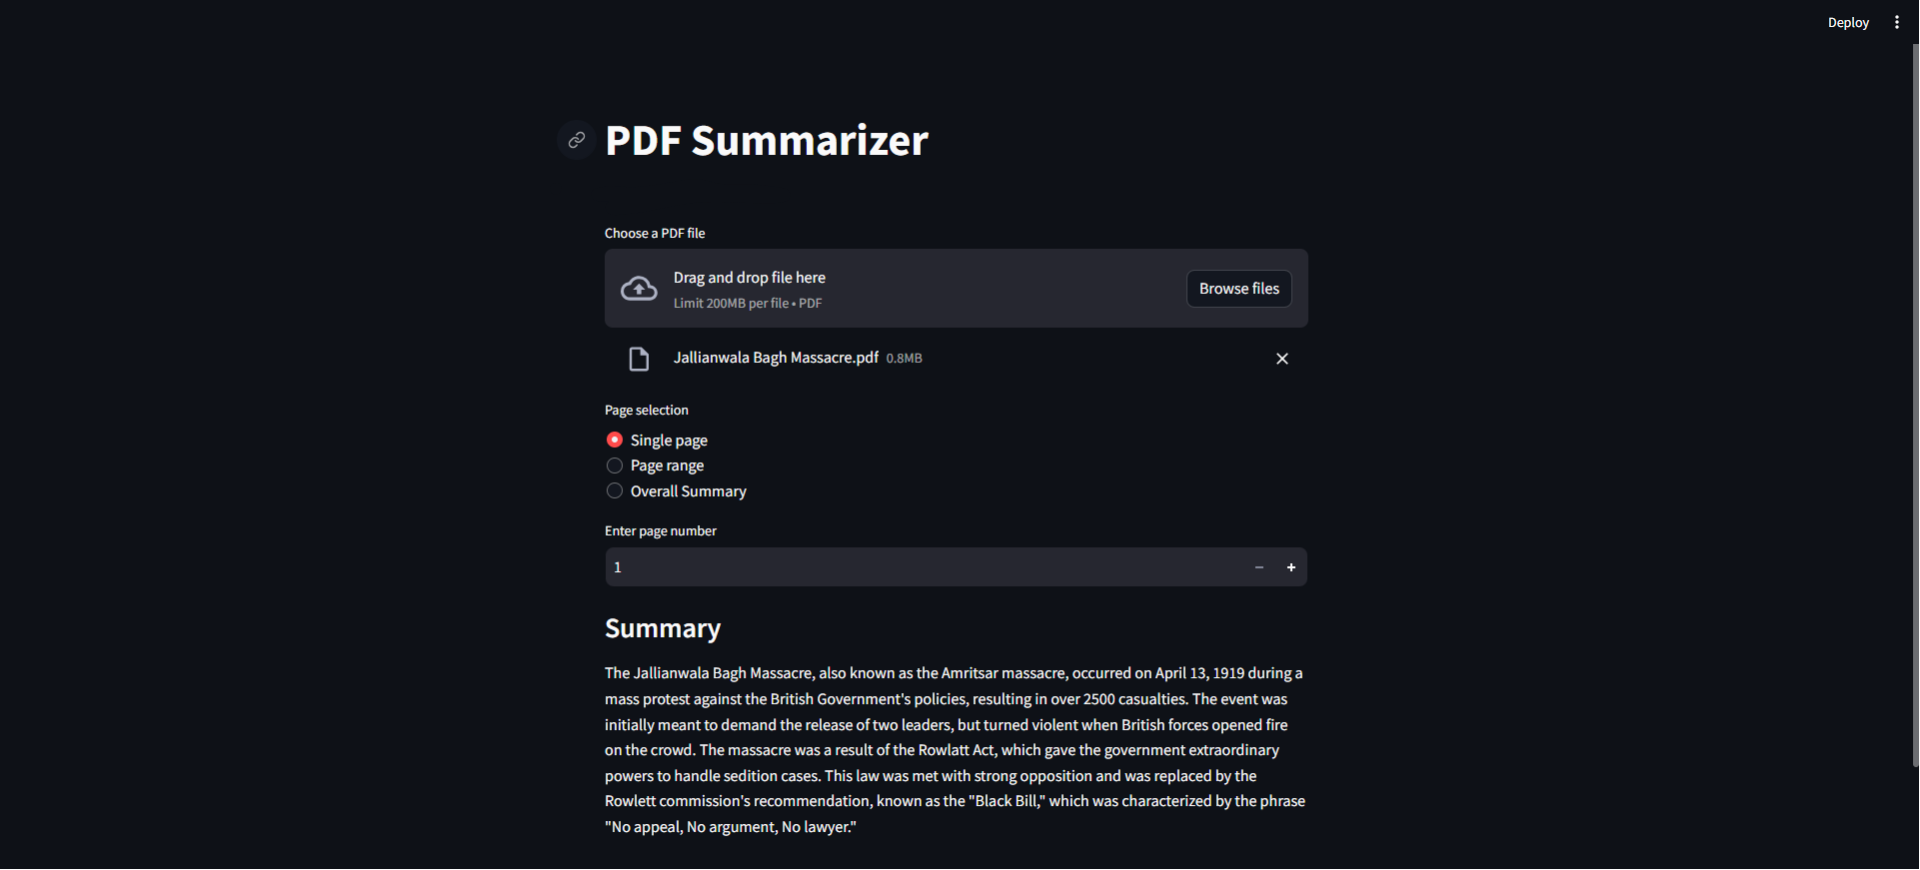 Deploy
PDF Summarizer
Choose a PDF file
Drag and drop file here
Limit 200MB per file • PDF
Browse files
Jallianwala Bagh Massacre.pdf 0.8MB
Page selection
Single page
Page range
Overall Summary
Enter page number
1
Summary
The Jallianwala Bagh Massacre, also known as the Amritsar massacre, occurred on April 13, 1919 during a
mass protest against the British Government's policies, resulting in over 2500 casualties. The event was
initially meant to demand the release of two leaders, but turned violent when British forces opened fire
on the crowd. The massacre was a result of the Rowlatt Act, which gave the government extraordinary
powers to handle sedition cases. This law was met with strong opposition and was replaced by the
Rowlett commission's recommendation, known as the "Black Bill," which was characterized by the phrase
"No appeal, No argument, No lawyer."